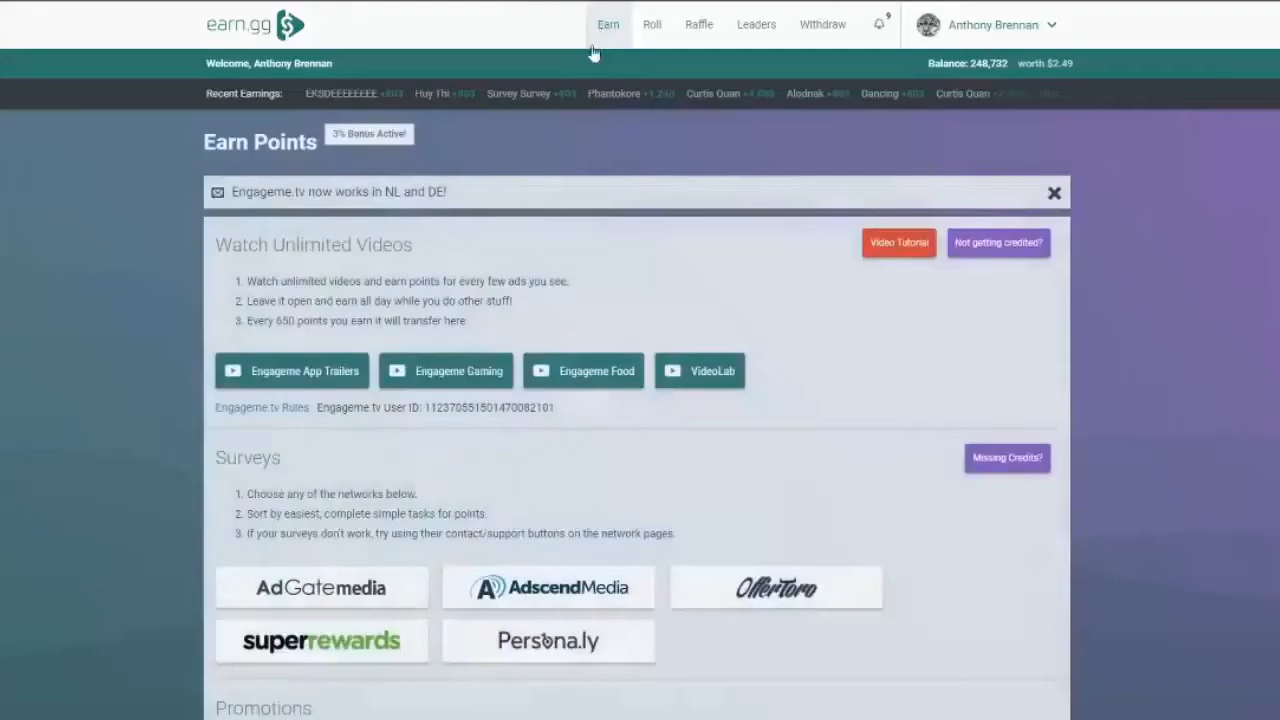 earn.gg Earn Roll Raffle Leaders Withdraw 9 Anthony Brennan
Welcome, Anthony Brennan Balance: 248,732 worth $2.49
Recent Earnings: EKSDEEEEEEEE +803 Huy Thi +803 Survey Survey +803 Phantokore Curtis Quan Alodnak Dancing +803 Curtis Quan
Earn Points 3% Bonus Active!
Engageme.tv now works in NL and DE!
Watch Unlimited Videos Video Tutorial Not getting credited?
1. Watch unlimited videos and earn points for every few ads you see.
2. Leave it open and earn all day while you do other stuff!
3. Every 650 points you earn it will transfer here
Engageme App Trailers Engageme Gaming Engageme Food VideoLab
Engageme.tv Rules Engageme.tv User ID: 112370551501470082101
Surveys Missing Credits?
1. Choose any of the networks below.
2. Sort by easiest, complete simple tasks for points.
3. If your surveys don't work, try using their contact/support buttons on the network pages.
AdGatemedia AdscendMedia OfferToro
superrewards Persona.ly
Promotions